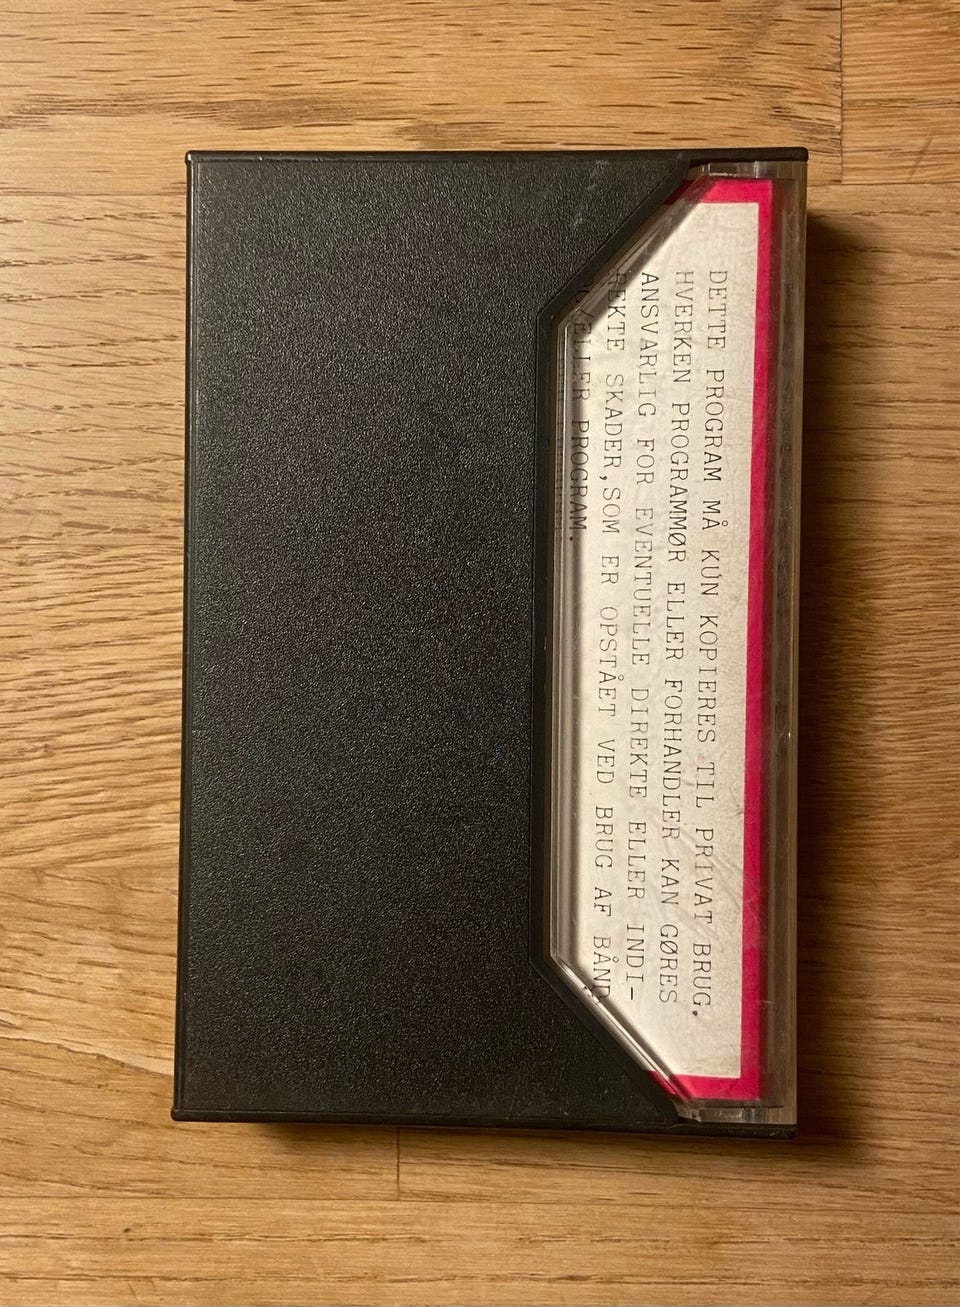 DETTE PROGRAM MÅ KUN KOPIERES TIL PRIVAT BRUG.
HVERKEN PROGRAMMØR ELLER FORHANDLER KAN GØRES
ANSVARLIG FOR EVENTUELLE DIREKTE ELLER INDI-
REKTE SKADER,SOM ER OPSTÅET VED BRUG AF BÅND
OG/ELLER PROGRAM.